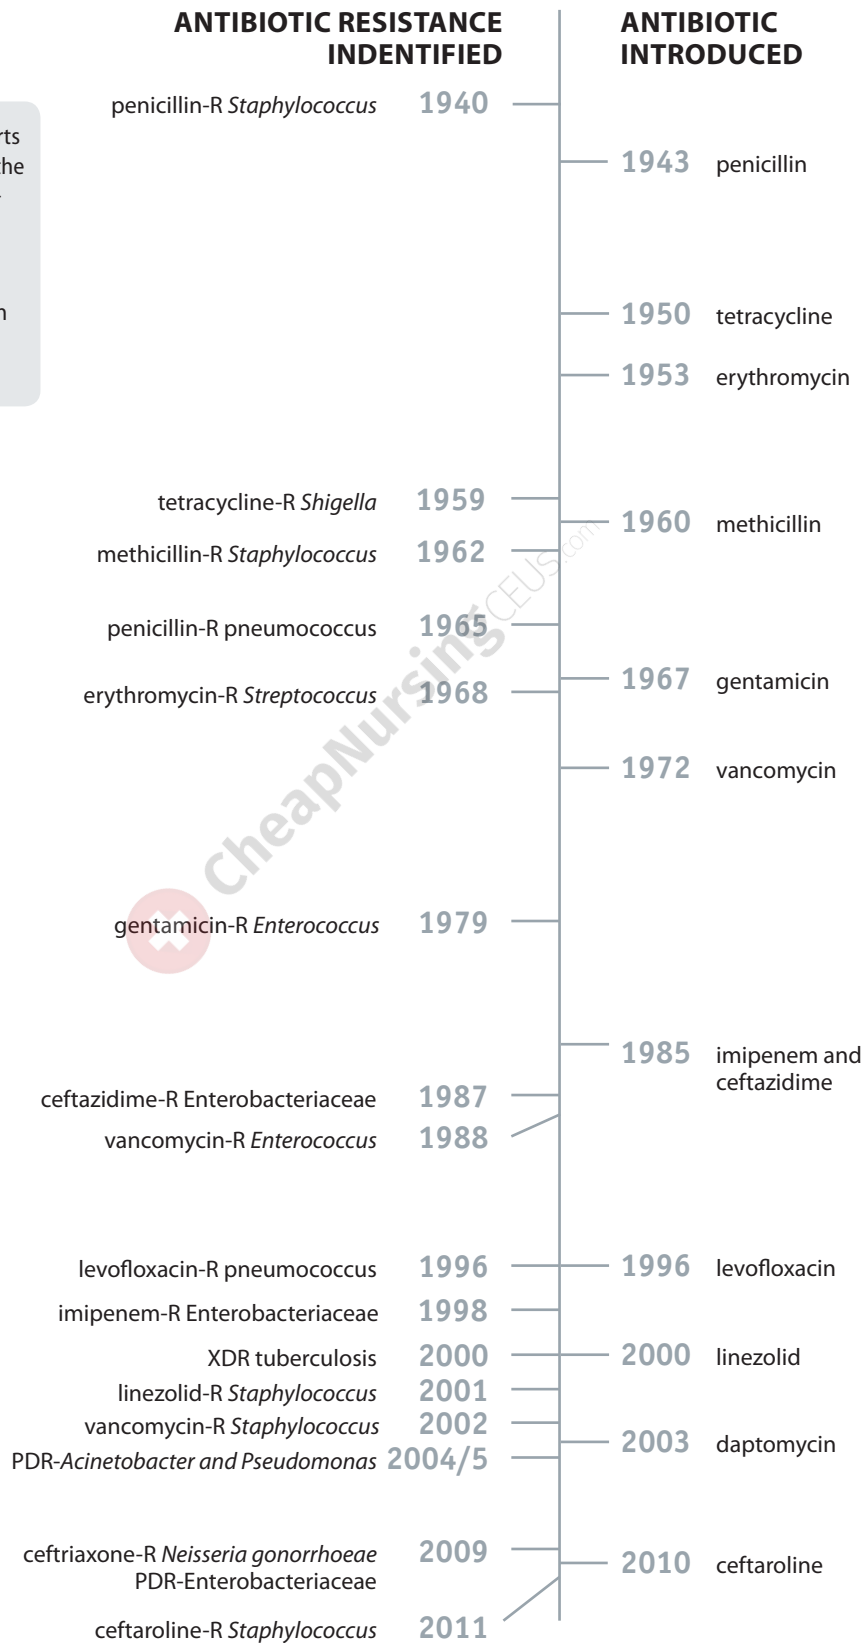 ANTIBIOTIC RESISTANCE
INDENTIFIED
ANTIBIOTIC
INTRODUCED
penicillin-R Staphylococcus 1940
rts
the
1943 penicillin
1950 tetracycline
1953 erythromycin
tetracycline-R Shigella 1959
1960 methicillin
methicillin-R Staphylococcus 1962
penicillin-R pneumococcus 1965
1967 gentamicin
erythromycin-R Streptococcus 1968
1972 vancomycin
CheapNursingCEUS.com
gentamicin-R Enterococcus 1979
1985 imipenem and
ceftazidime
ceftazidime-R Enterobacteriaceae 1987
vancomycin-R Enterococcus 1988
levofloxacin-R pneumococcus 1996
1996 levofloxacin
imipenem-R Enterobacteriaceae 1998
XDR tuberculosis 2000
2000 linezolid
linezolid-R Staphylococcus 2001
vancomycin-R Staphylococcus 2002
2003 daptomycin
PDR-Acinetobacter and Pseudomonas 2004/5
ceftriaxone-R Neisseria gonorrhoeae 2009
PDR-Enterobacteriaceae
2010 ceftaroline
ceftaroline-R Staphylococcus 2011